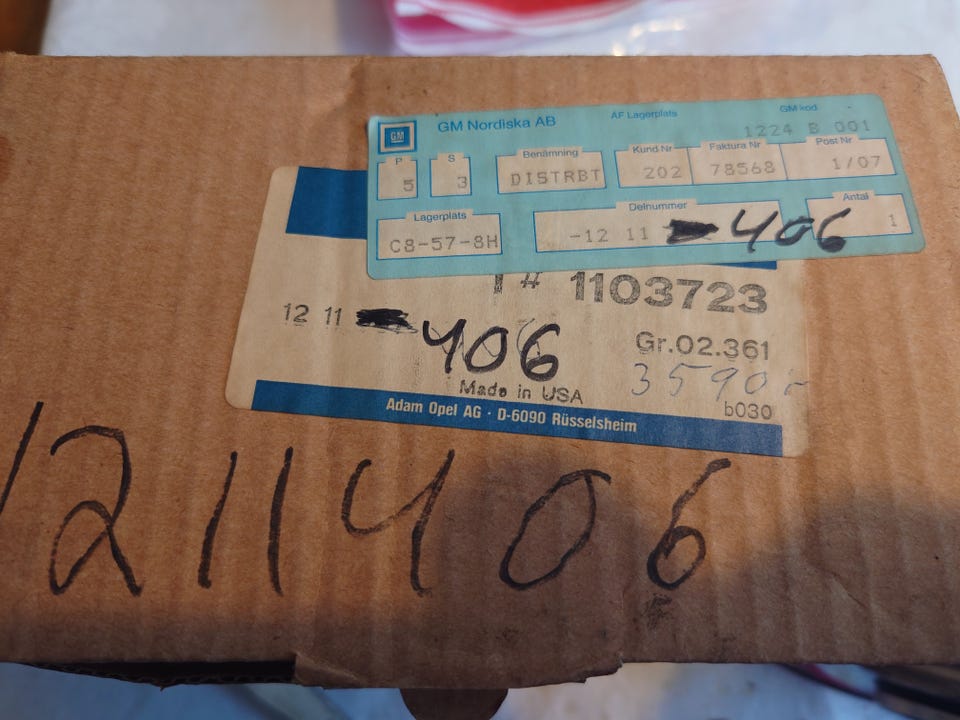 GM
GM Nordiska AB AF Lagerplats GM kod
1224 B 001
P S Benämning Kund Nr Faktura Nr Post Nr
5 3 DISTRBT 202 78568 1/07
Lagerplats Delnummer Antal
C8-57-8H -12 11 406 1
# 1103723
12 11 406
Gr.02.361
3590:-
Made in USA
b030
Adam Opel AG · D-6090 Rüsselsheim
1211406